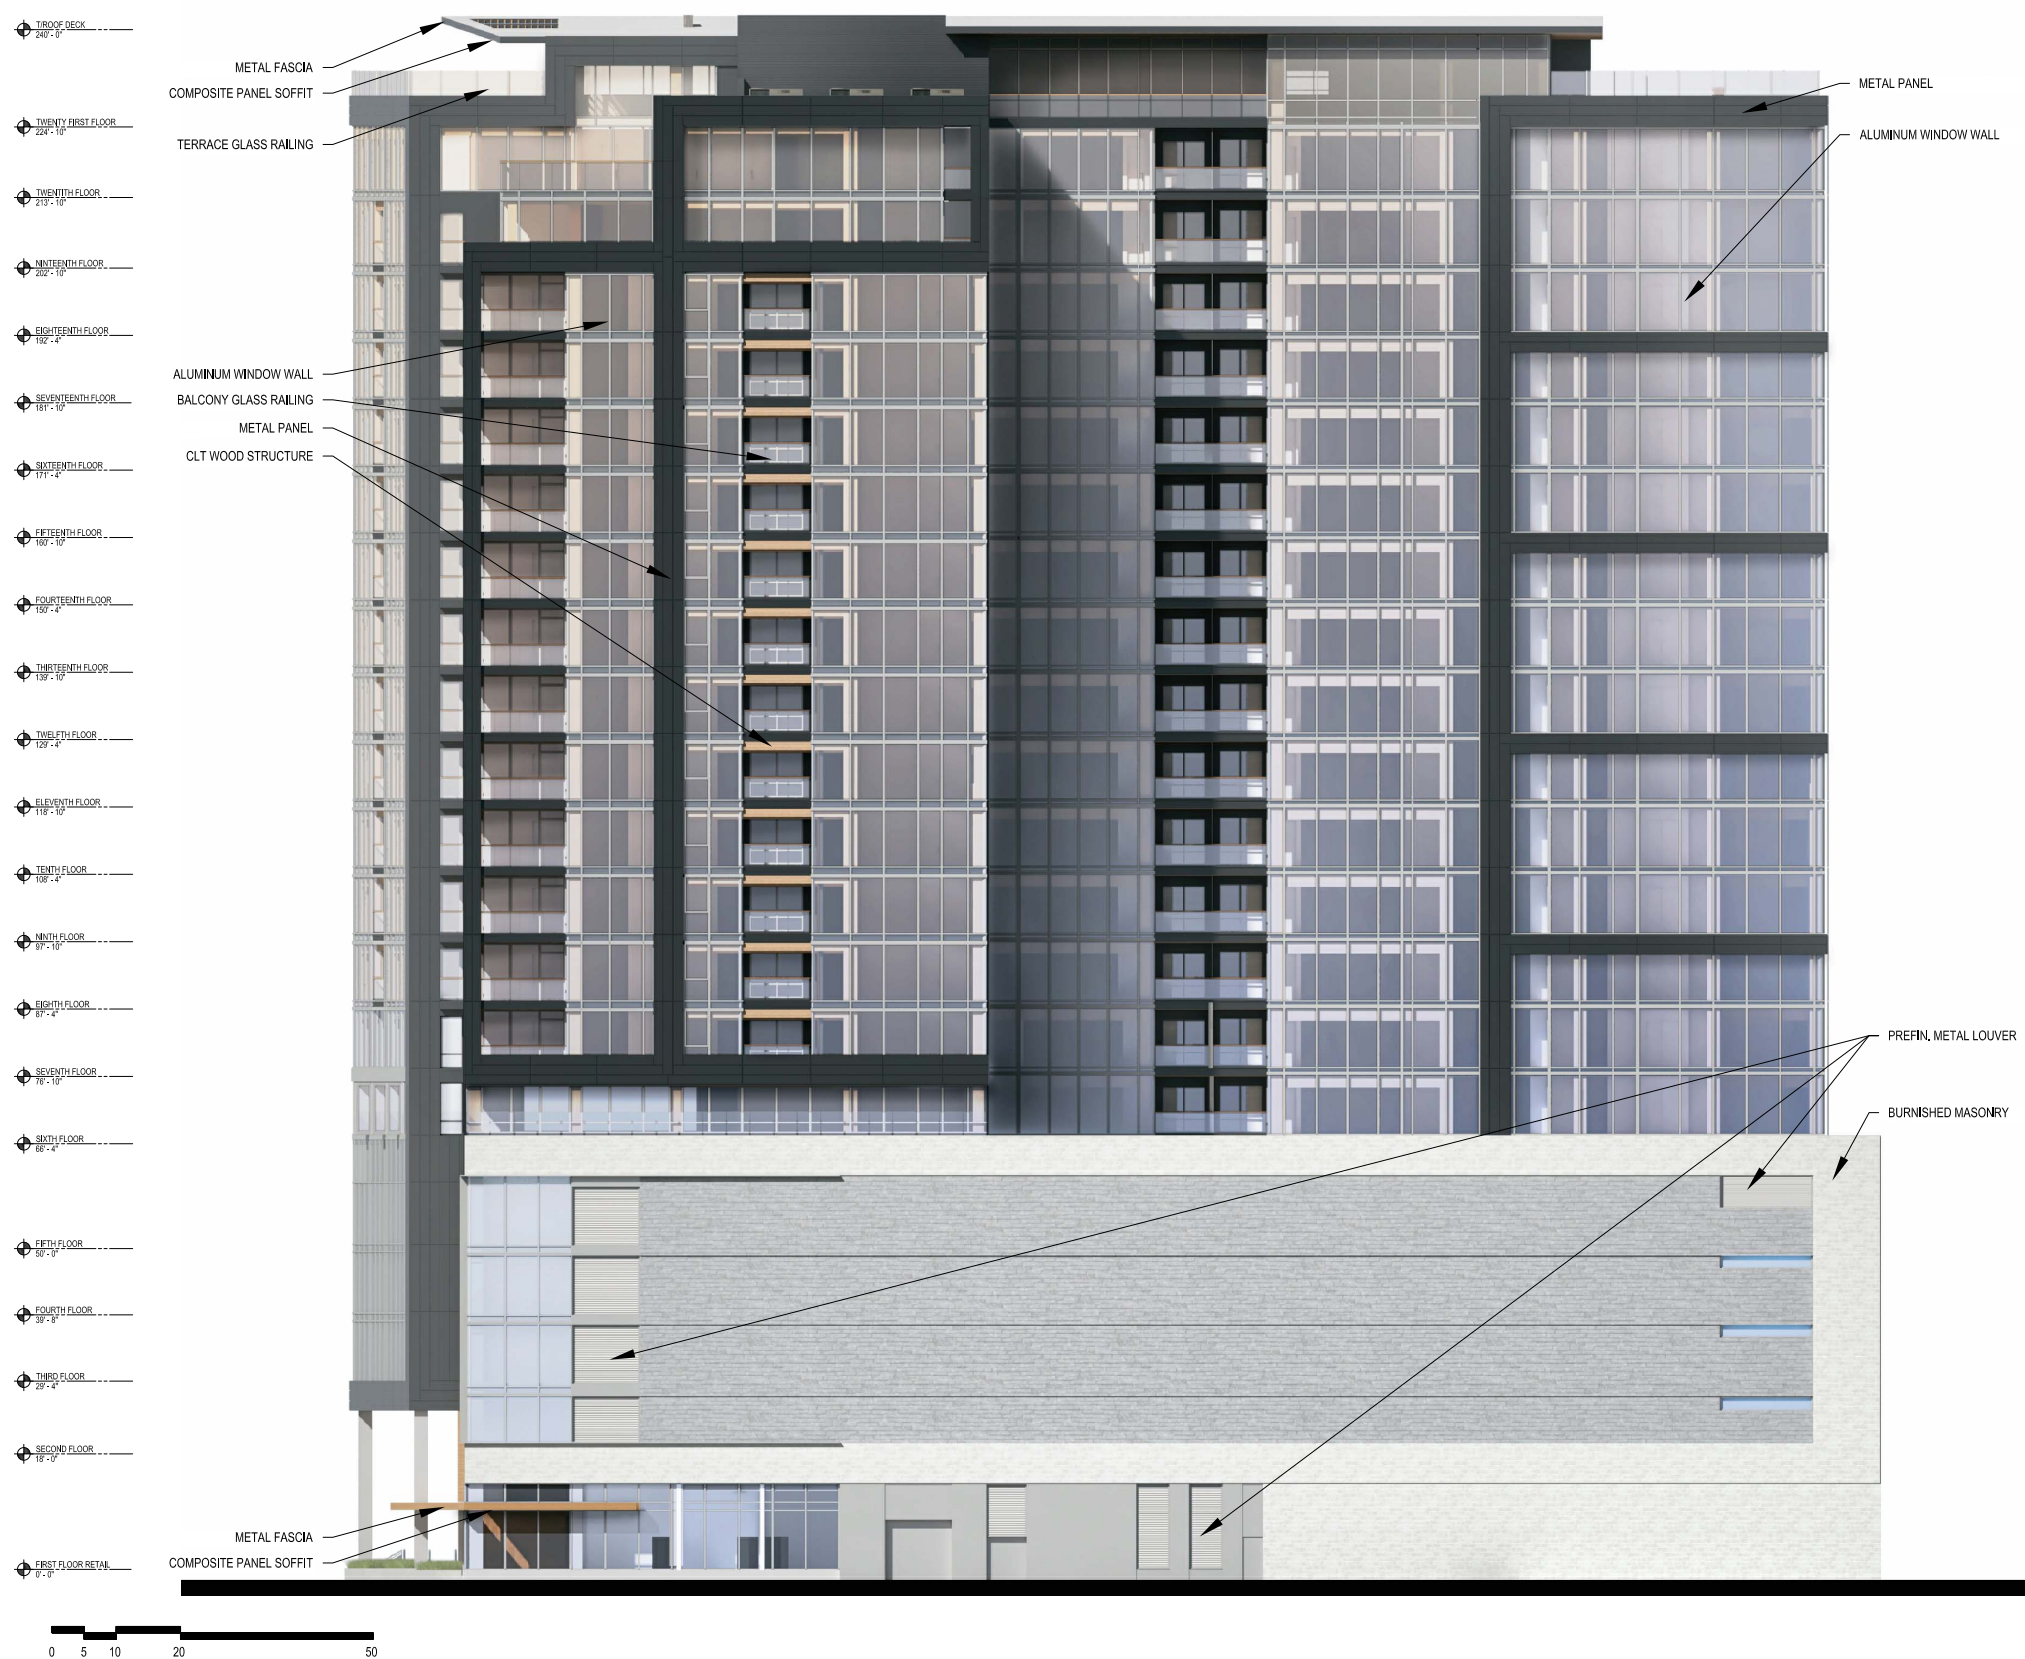 T/ROOF DECK
240' - 0"
TWENTY FIRST FLOOR
224' - 10"
TWENTITH FLOOR
213' - 10"
NINTEENTH FLOOR
202' - 10"
EIGHTEENTH FLOOR
192' - 4"
SEVENTEENTH FLOOR
181' - 10"
SIXTEENTH FLOOR
171' - 4"
FIFTEENTH FLOOR
160' - 10"
FOURTEENTH FLOOR
150' - 4"
THIRTEENTH FLOOR
139' - 10"
TWELFTH FLOOR
129' - 4"
ELEVENTH FLOOR
118' - 10"
TENTH FLOOR
108' - 4"
NINTH FLOOR
97' - 10"
EIGHTH FLOOR
87' - 4"
SEVENTH FLOOR
76' - 10"
SIXTH FLOOR
66' - 4"
FIFTH FLOOR
50' - 0"
FOURTH FLOOR
39' - 8"
THIRD FLOOR
29' - 4"
SECOND FLOOR
18' - 0"
FIRST FLOOR RETAIL
0' - 0"
METAL FASCIA
COMPOSITE PANEL SOFFIT
TERRACE GLASS RAILING
ALUMINUM WINDOW WALL
BALCONY GLASS RAILING
METAL PANEL
CLT WOOD STRUCTURE
METAL FASCIA
COMPOSITE PANEL SOFFIT
METAL PANEL
ALUMINUM WINDOW WALL
PREFIN. METAL LOUVER
BURNISHED MASONRY
0 5 10 20 50